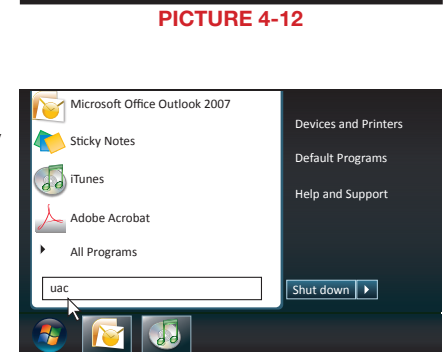 PICTURE 4-12
Microsoft Office Outlook 2007
Sticky Notes
iTunes
Adobe Acrobat
All Programs
uac
Devices and Printers
Default Programs
Help and Support
Shut down